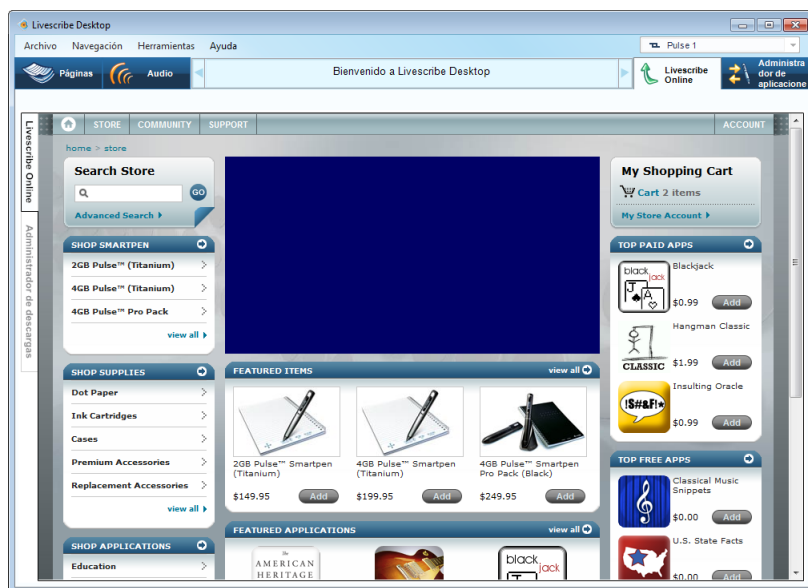 Livescribe Desktop
Archivo Navegación Herramientas Ayuda
Pulse 1
Páginas
Audio
Bienvenido a Livescribe Desktop
Livescribe
Online
Administra
dor de
aplicacione
Livescribe Online
Administrador de descargas
STORE COMMUNITY SUPPORT ACCOUNT
home > store
Search Store
GO
Advanced Search
SHOP SMARTPEN
2GB Pulse™ (Titanium)
4GB Pulse™ (Titanium)
4GB Pulse™ Pro Pack
view all
SHOP SUPPLIES
Dot Paper
Ink Cartridges
Cases
Premium Accessories
Replacement Accessories
view all
SHOP APPLICATIONS
Education
FEATURED ITEMS view all
2GB Pulse™ Smartpen
(Titanium)
$149.95 Add
4GB Pulse™ Smartpen
(Titanium)
$199.95 Add
4GB Pulse™ Smartpen
Pro Pack (Black)
$249.95 Add
FEATURED APPLICATIONS view all
The
AMERICAN
HERITAGE
black
jack
J
My Shopping Cart
Cart 2 items
My Store Account
TOP PAID APPS
black
jack
J
A
Blackjack
$0.99 Add
CLASSIC
Hangman Classic
$1.99 Add
!S#&F!*
Insulting Oracle
$0.99 Add
TOP FREE APPS
Classical Music
Snippets
$0.00 Add
U.S. State Facts
$0.00 Add